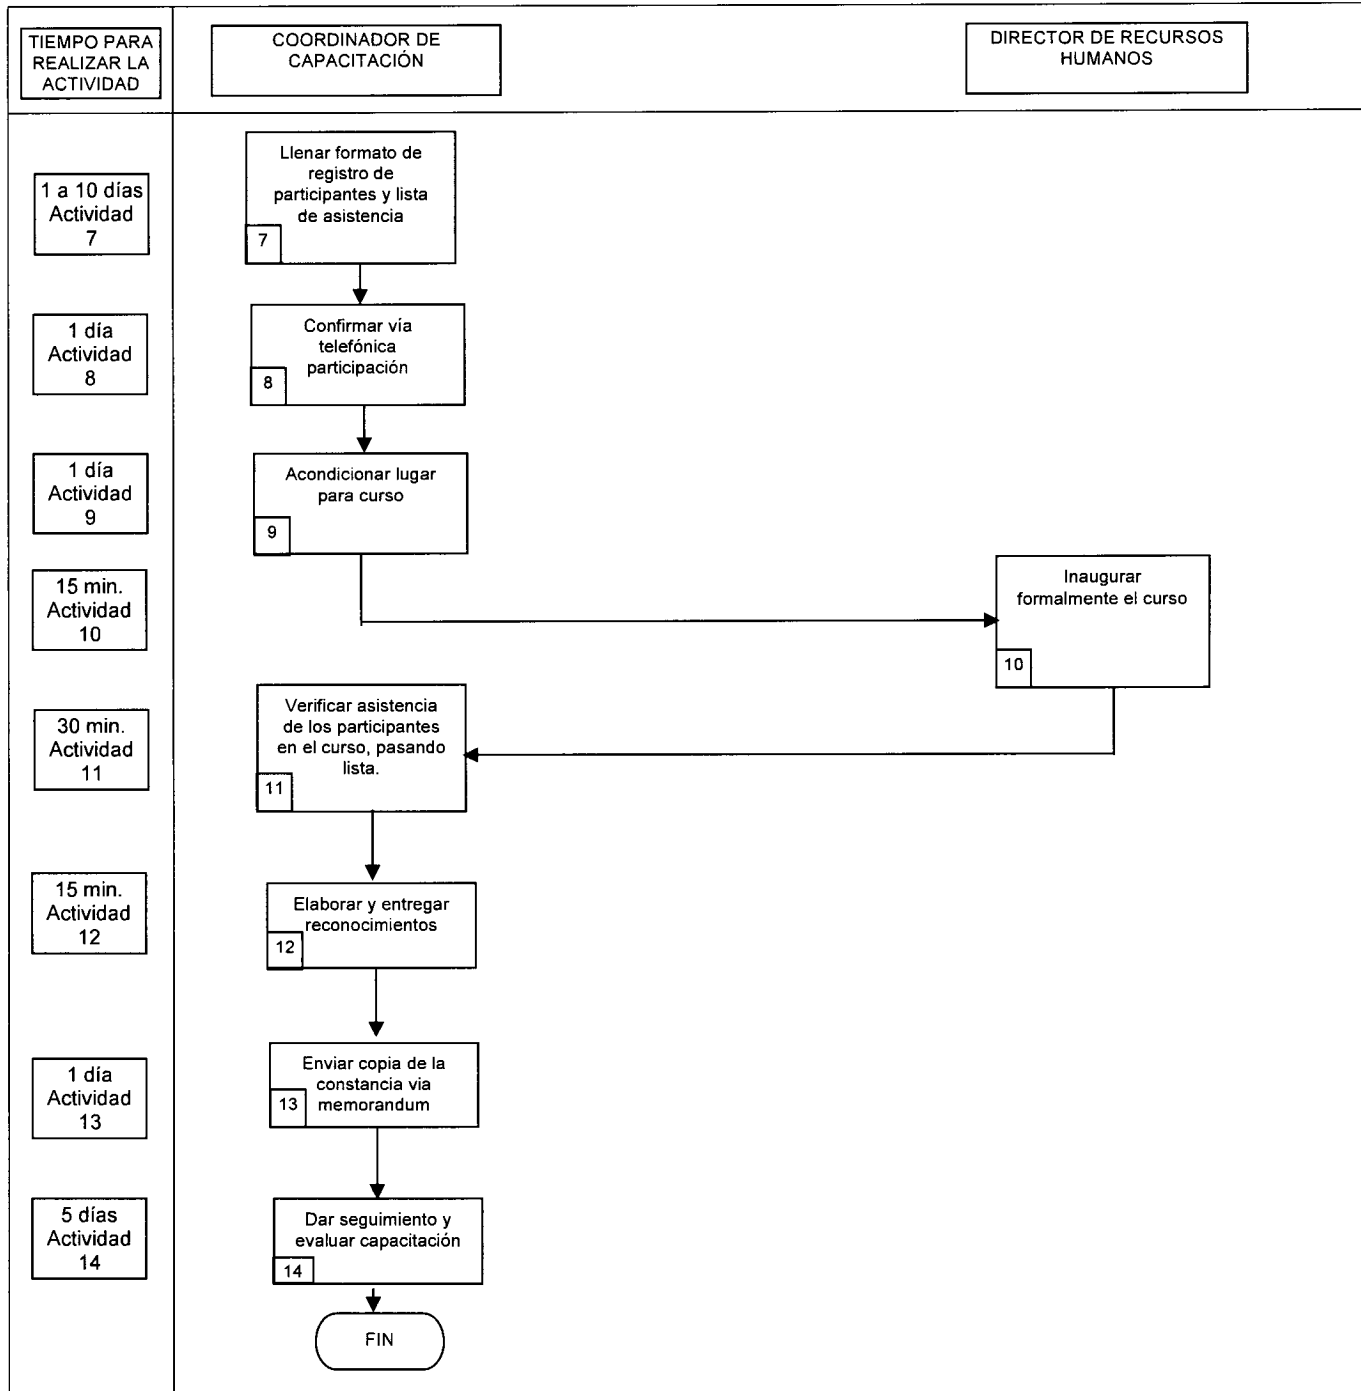 TIEMPO PARA
REALIZAR LA
ACTIVIDAD
COORDINADOR DE
CAPACITACIÓN
DIRECTOR DE RECURSOS
HUMANOS
1 a 10 días
Actividad
7
Llenar formato de
registro de
participantes y lista
de asistencia
7
1 día
Actividad
8
Confirmar vía
telefónica
participación
8
1 día
Actividad
9
Acondicionar lugar
para curso
9
15 min.
Actividad
10
Inaugurar
formalmente el curso
10
30 min.
Actividad
11
Verificar asistencia
de los participantes
en el curso, pasando
lista.
11
15 min.
Actividad
12
Elaborar y entregar
reconocimientos
12
1 día
Actividad
13
Enviar copia de la
constancia via
memorandum
13
5 días
Actividad
14
Dar seguimiento y
evaluar capacitación
14
FIN